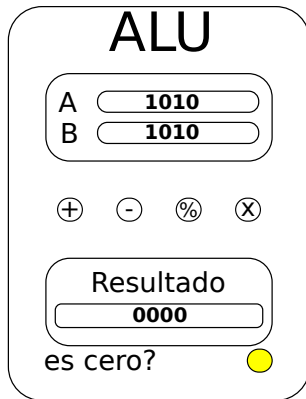 ALU
A 1010
B 1010
+ - % X
Resultado
0000
es cero?